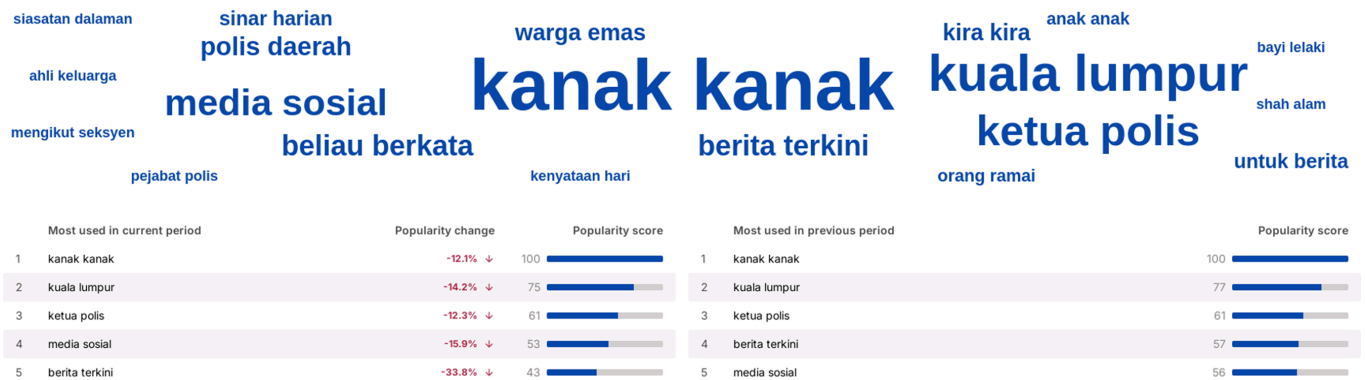 siasatan dalaman
sinar harian
anak anak
warga emas
kira kira
polis daerah
bayi lelaki
ahli keluarga
kanak kanak
kuala lumpur
media sosial
shah alam
mengikut seksyen
ketua polis
beliau berkata
berita terkini
untuk berita
pejabat polis
kenyataan hari
orang ramai
Most used in current period Popularity change Popularity score
1 kanak kanak -12.1% ↓ 100
2 kuala lumpur -14.2% ↓ 75
3 ketua polis -12.3% ↓ 61
4 media sosial -15.9% ↓ 53
5 berita terkini -33.8% ↓ 43
Most used in previous period Popularity score
1 kanak kanak 100
2 kuala lumpur 77
3 ketua polis 61
4 berita terkini 57
5 media sosial 56